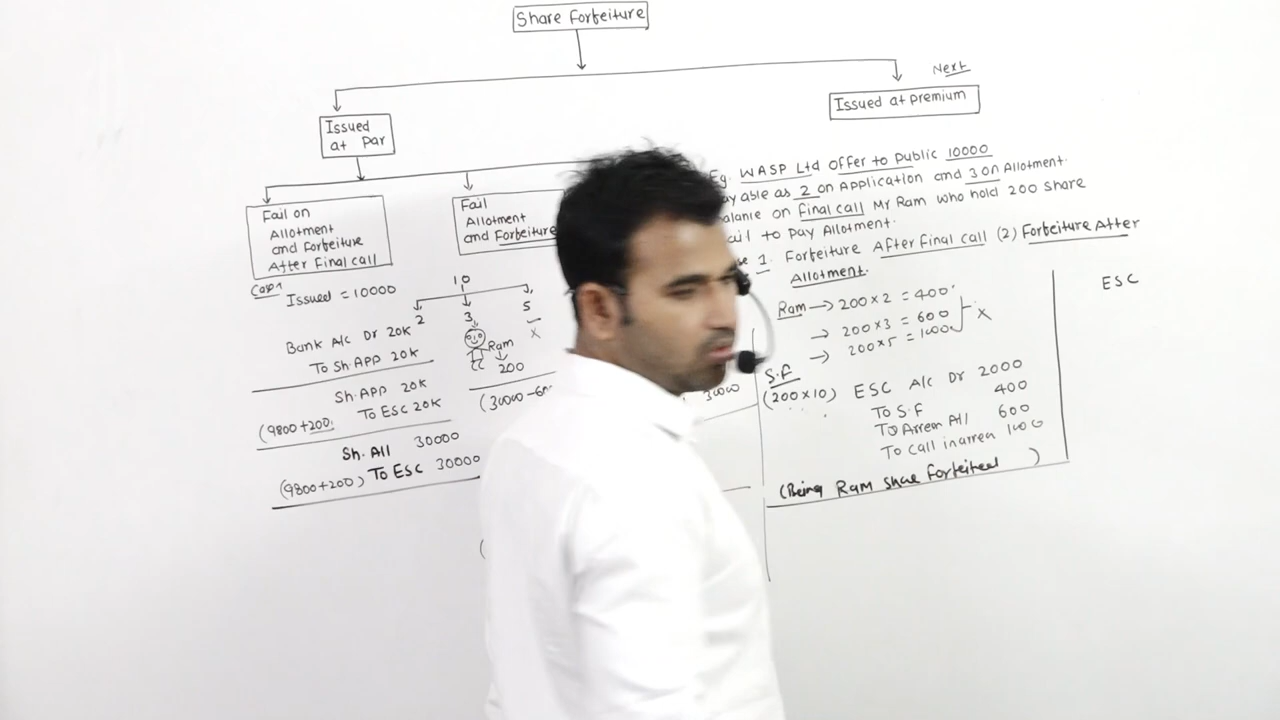 Share Forfeiture
Next
Issued at premium
Issued
at Par
Fail on
Allotment
and Forfeiture
After Final call
Fail
Allotment
and Forfeiture
Eg. WASP Ltd offer to Public 10000
able as 2 on Application and 3 on Allotment.
on Final call Mr Ram who hold 200 share
to Pay Allotment.
1. Forfeiture After Final call (2) Forfeiture After
Allotment.
Case 1
Issued = 10000
Bank A/c Dr 20K
To Sh. APP 20K
Sh. APP 20K
To ESC 20K
(9800+200)
Sh. All 30000
To ESC 30000
(9800+200)
10
2 3 5
X
Ram
200
(30000-60
30000
Ram → 200×2 = 400
→ 200×3 = 600
→ 200×5 = 1000
X
S.F
(200×10) ESC A/c Dr 2000
To S.F 400
To Arrear All 600
To Call in arrear 1000
(Being Ram share forfeited )
ESC